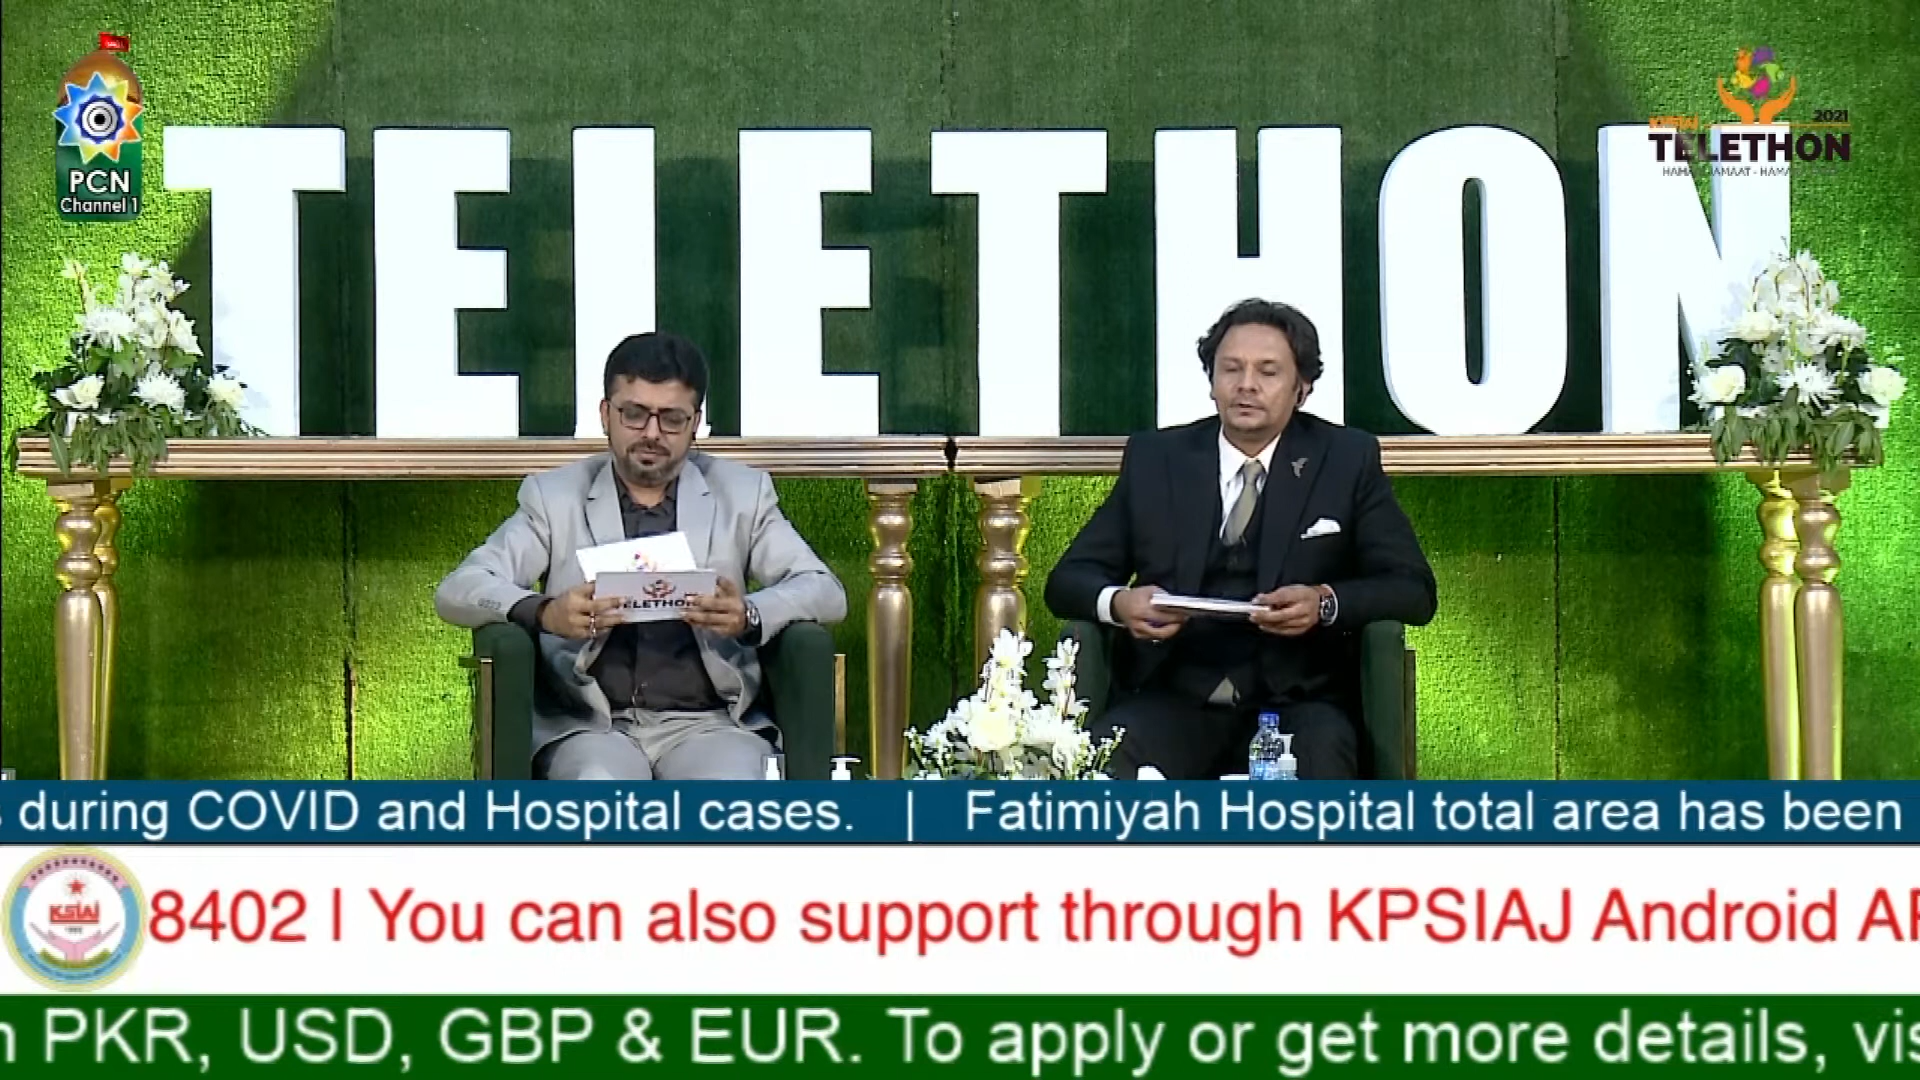 PCN
Channel 1
KPSIAJ 2021
TELETHON
TELETHON
TELETHON
s during COVID and Hospital cases. | Fatimiyah Hospital total area has been
KSIAJ
8402 | You can also support through KPSIAJ Android AP
n PKR, USD, GBP & EUR. To apply or get more details, vis